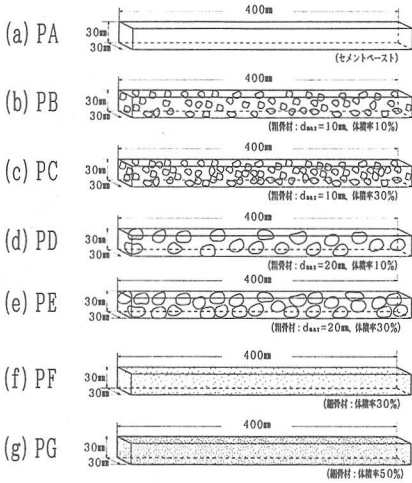 400㎜
(a) PA
30㎜
30㎜
(セメントペースト)
400㎜
(b) PB
30㎜
30㎜
(粗骨材:dmax=10㎜, 体積率10%)
400㎜
(c) PC
30㎜
30㎜
(粗骨材:dmax=10㎜, 体積率30%)
400㎜
(d) PD
30㎜
30㎜
(粗骨材:dmax=20㎜, 体積率10%)
400㎜
(e) PE
30㎜
30㎜
(粗骨材:dmax=20㎜, 体積率30%)
400㎜
(f) PF
30㎜
30㎜
(細骨材:体積率30%)
400㎜
(g) PG
30㎜
30㎜
(細骨材:体積率50%)